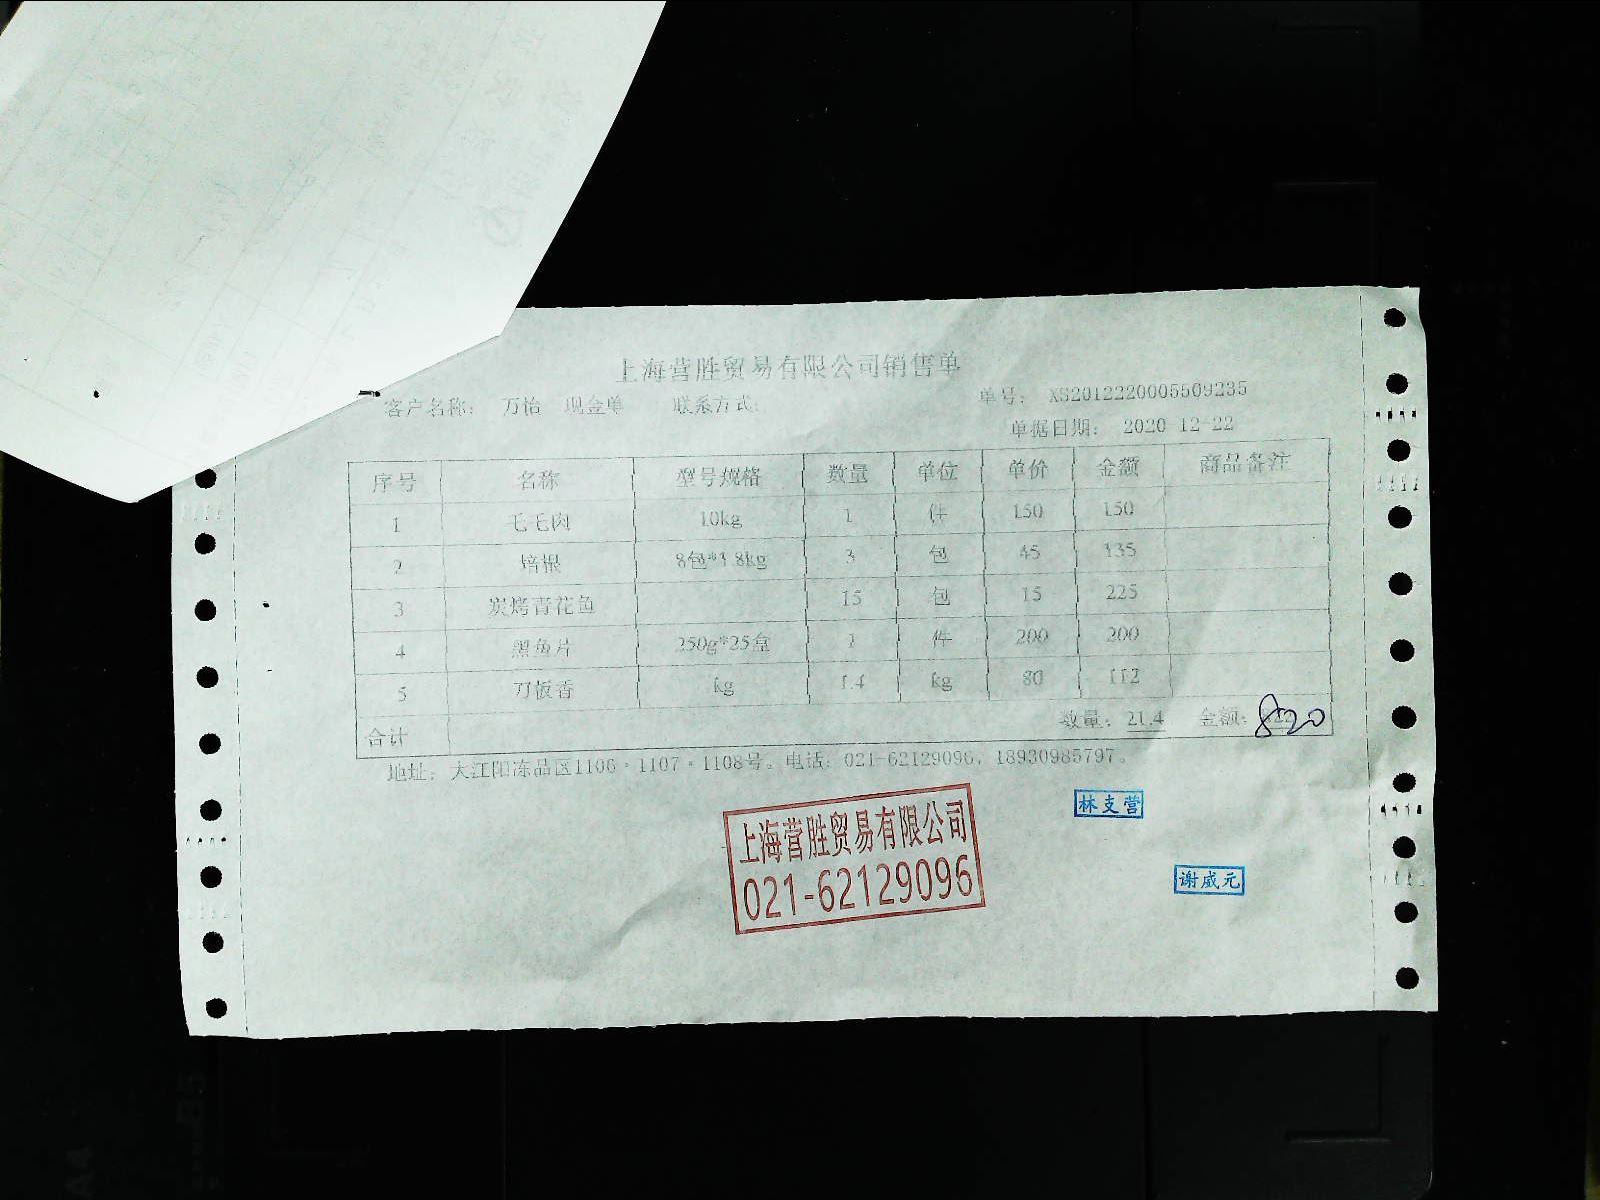 上海营胜贸易有限公司销售单
单号: XS2012220005509235
客户名称: 万怡 现金单 联系方式:
单据日期: 2020-12-22
序号 名称 型号规格 数量 单位 单价 金额 商品备注
1 毛毛肉 10kg 1 件 150 150
2 培根 8包*1.8kg 3 包 45 135
3 炭烤青花鱼 15 包 15 225
4 黑鱼片 250g*25盒 1 件 200 200
5 刀板香 kg 1.4 kg 80 112
合计 数量: 21.4 金额: 820
地址: 大江阳冻品区1106·1107·1108号。电话: 021-62129096, 18930985797。
林支营
上海营胜贸易有限公司
021-62129096
谢威元